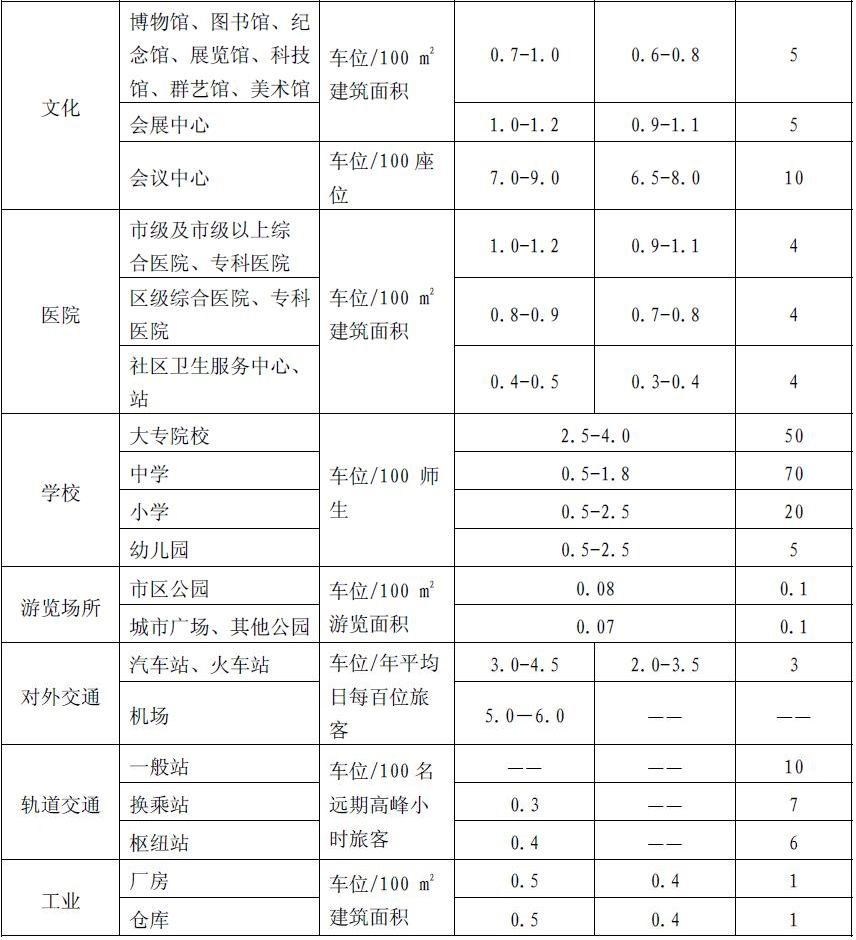 文化
博物馆、图书馆、纪
念馆、展览馆、科技
馆、群艺馆、美术馆
车位/100 m²
建筑面积
0.7-1.0
0.6-0.8
5
会展中心
1.0-1.2
0.9-1.1
5
会议中心
车位/100座
位
7.0-9.0
6.5-8.0
10
医院
市级及市级以上综
合医院、专科医院
车位/100 m²
建筑面积
1.0-1.2
0.9-1.1
4
区级综合医院、专科
医院
0.8-0.9
0.7-0.8
4
社区卫生服务中心、
站
0.4-0.5
0.3-0.4
4
学校
大专院校
车位/100 师
生
2.5-4.0
50
中学
0.5-1.8
70
小学
0.5-2.5
20
幼儿园
0.5-2.5
5
游览场所
市区公园
车位/100 m²
游览面积
0.08
0.1
城市广场、其他公园
0.07
0.1
对外交通
汽车站、火车站
车位/年平均
日每百位旅
客
3.0-4.5
2.0-3.5
3
机场
5.0—6.0
——
——
轨道交通
一般站
车位/100名
远期高峰小
时旅客
——
——
10
换乘站
0.3
——
7
枢纽站
0.4
——
6
工业
厂房
车位/100 m²
建筑面积
0.5
0.4
1
仓库
0.5
0.4
1